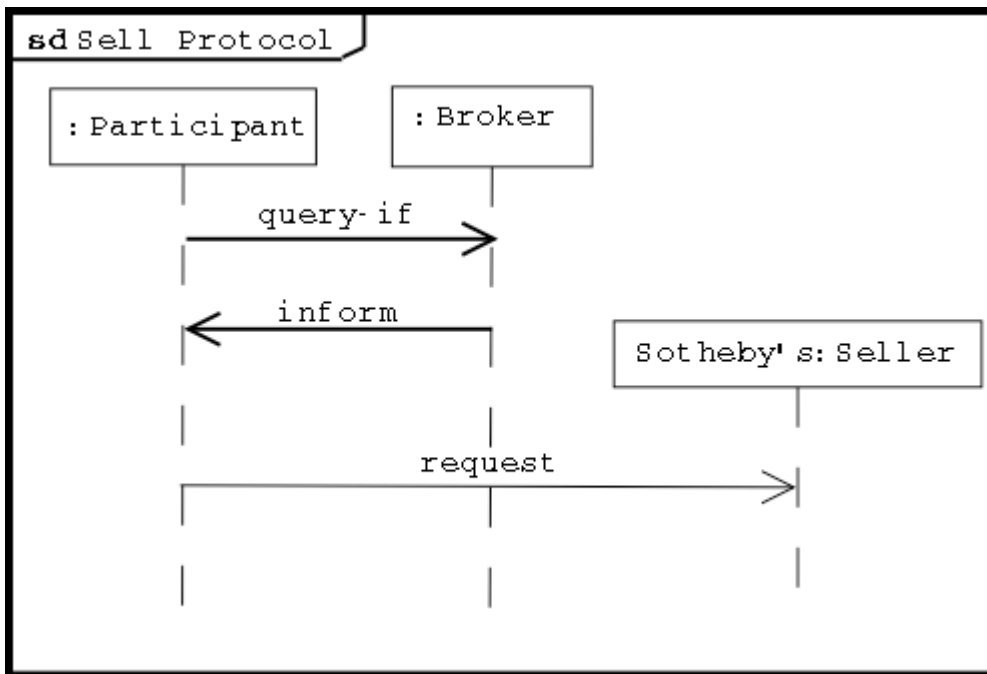 sd Sell Protocol
:Participant
:Broker
query-if
inform
Sotheby's:Seller
request